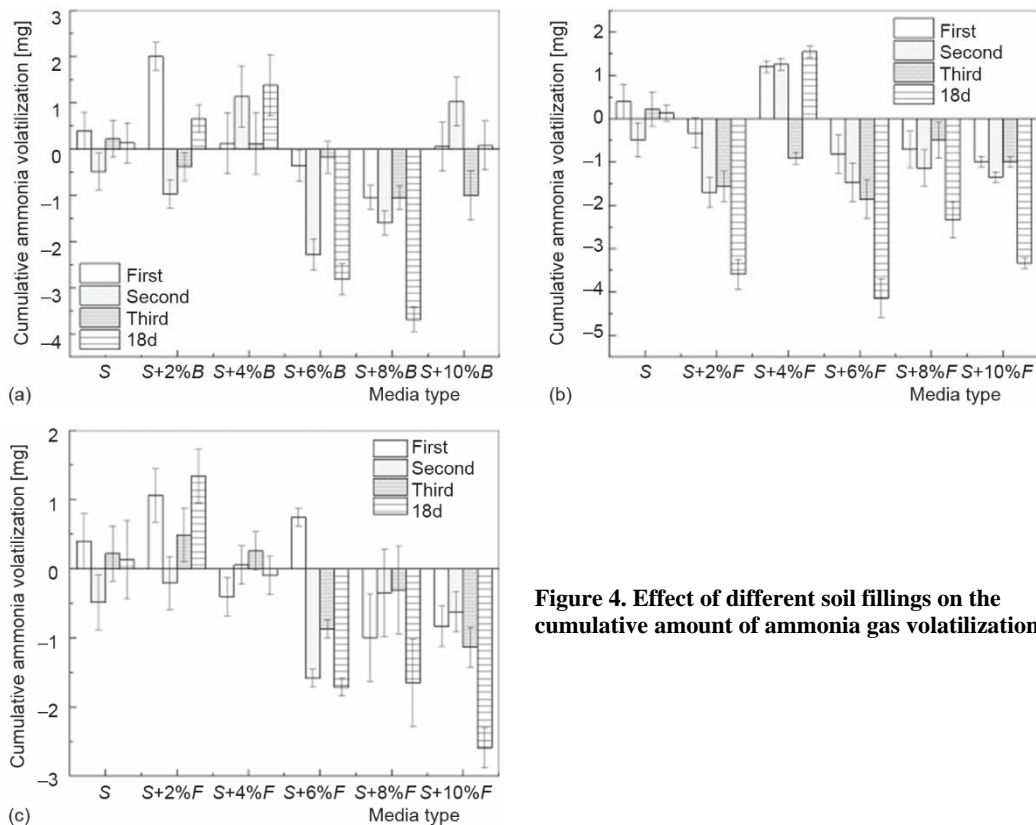 Cumulative ammonia volatilization [mg]
3
2
1
0
–1
–2
–3
–4
First
Second
Third
18d
S S+2%B S+4%B S+6%B S+8%B S+10%B
(a) Media type
Cumulative ammonia volatilization [mg]
2
1
0
–1
–2
–3
–4
–5
First
Second
Third
18d
S S+2%F S+4%F S+6%F S+8%F S+10%F
(b) Media type
Cumulative ammonia volatilization [mg]
2
1
0
–1
–2
–3
First
Second
Third
18d
S S+2%F S+4%F S+6%F S+8%F S+10%F
(c) Media type
Figure 4. Effect of different soil fillings on the
cumulative amount of ammonia gas volatilization